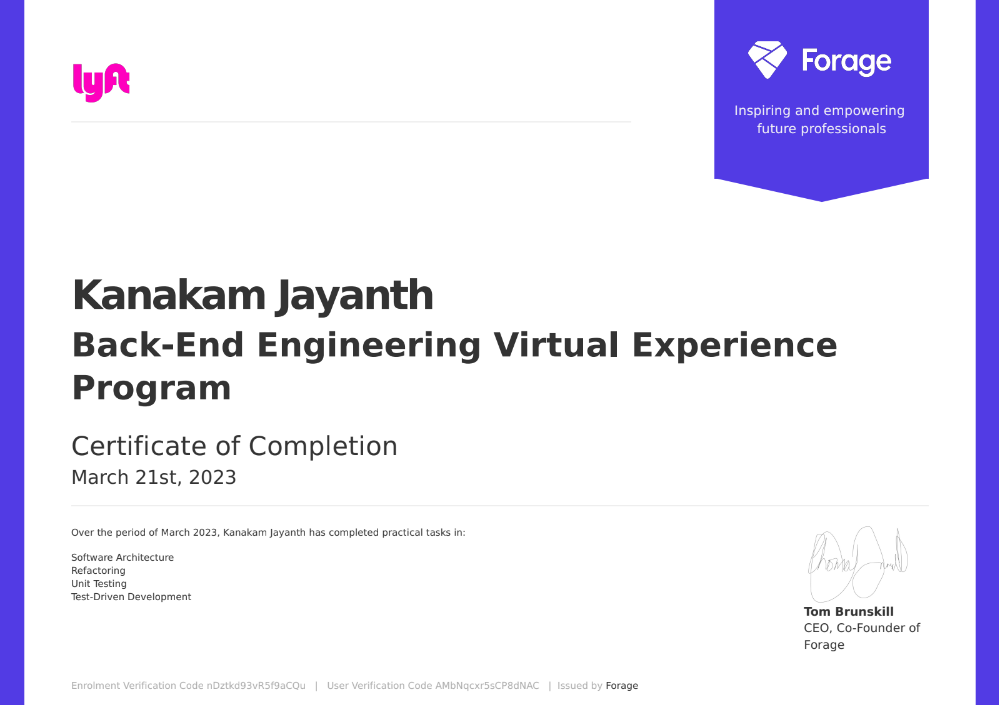 lyft
Forage
Inspiring and empowering
future professionals
Kanakam Jayanth
Back-End Engineering Virtual Experience
Program
Certificate of Completion
March 21st, 2023
Over the period of March 2023, Kanakam Jayanth has completed practical tasks in:
Software Architecture
Refactoring
Unit Testing
Test-Driven Development
Tom Brunskill
CEO, Co-Founder of
Forage
Enrolment Verification Code nDztkd93vR5f9aCQu | User Verification Code AMbNqcxr5sCP8dNAC | Issued by Forage